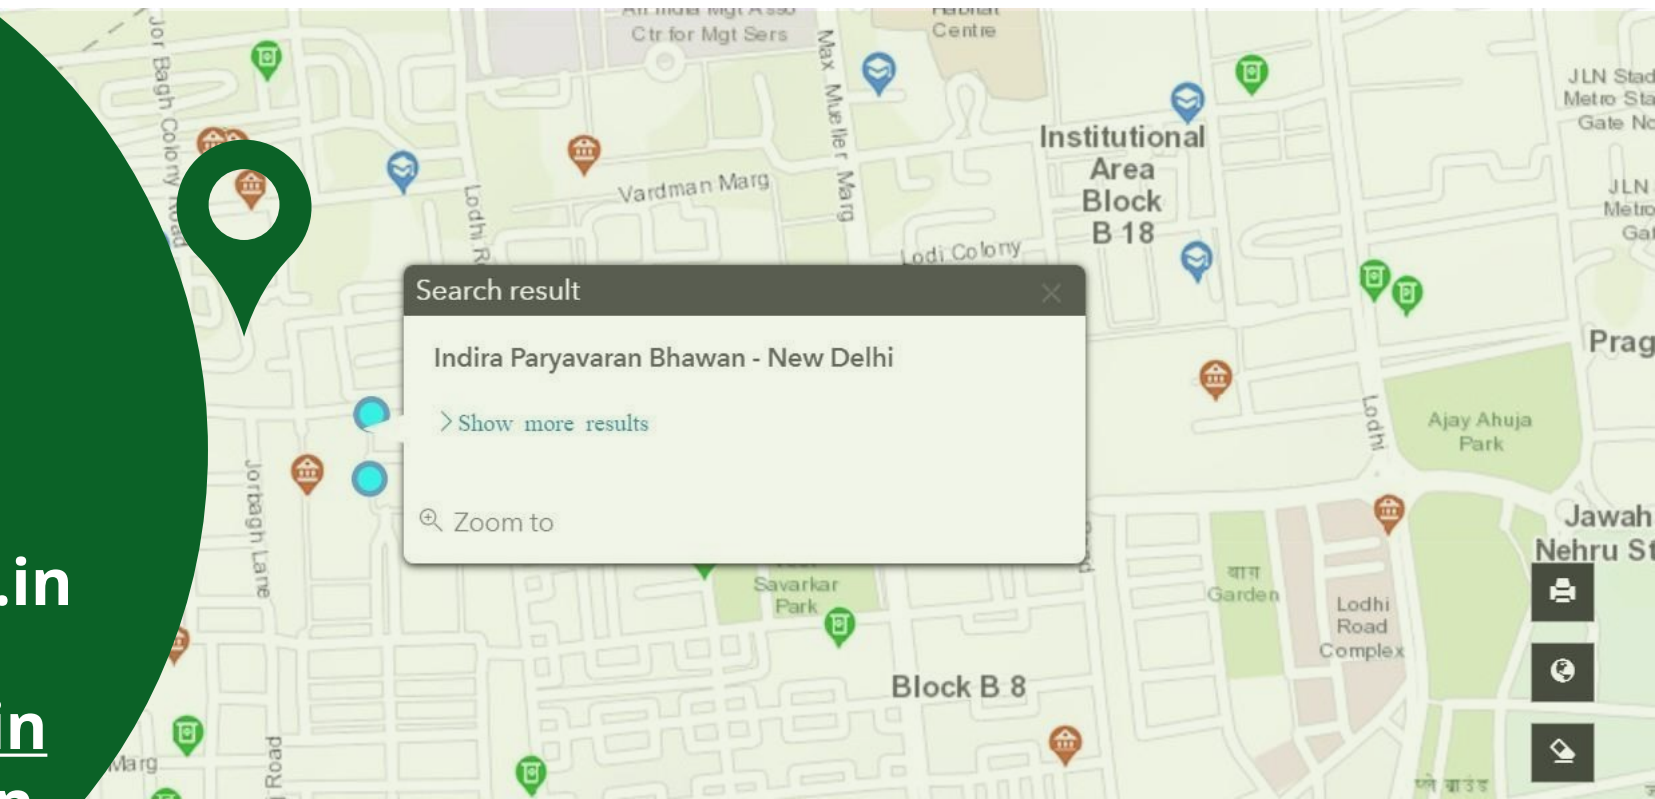 Ctr for Mgt Sers
Habitat
Centre
Jor Bagh Colony Road
Max Mueller Marg
JLN Stad
Metro Sta
Gate No
Institutional
Area
Block
B 18
Vardman Marg
Lodhi R
JLN
Metro
Gat
Lodi Colony
Search result
Indira Paryavaran Bhawan - New Delhi
Show more results
Zoom to
Prag
Lodhi
Ajay Ahuja
Park
Jorbagh Lane
Jawah
Nehru St
.in
Savarkar
Park
बाग
Garden
Lodhi
Road
Complex
Block B 8
in
Marg
Road